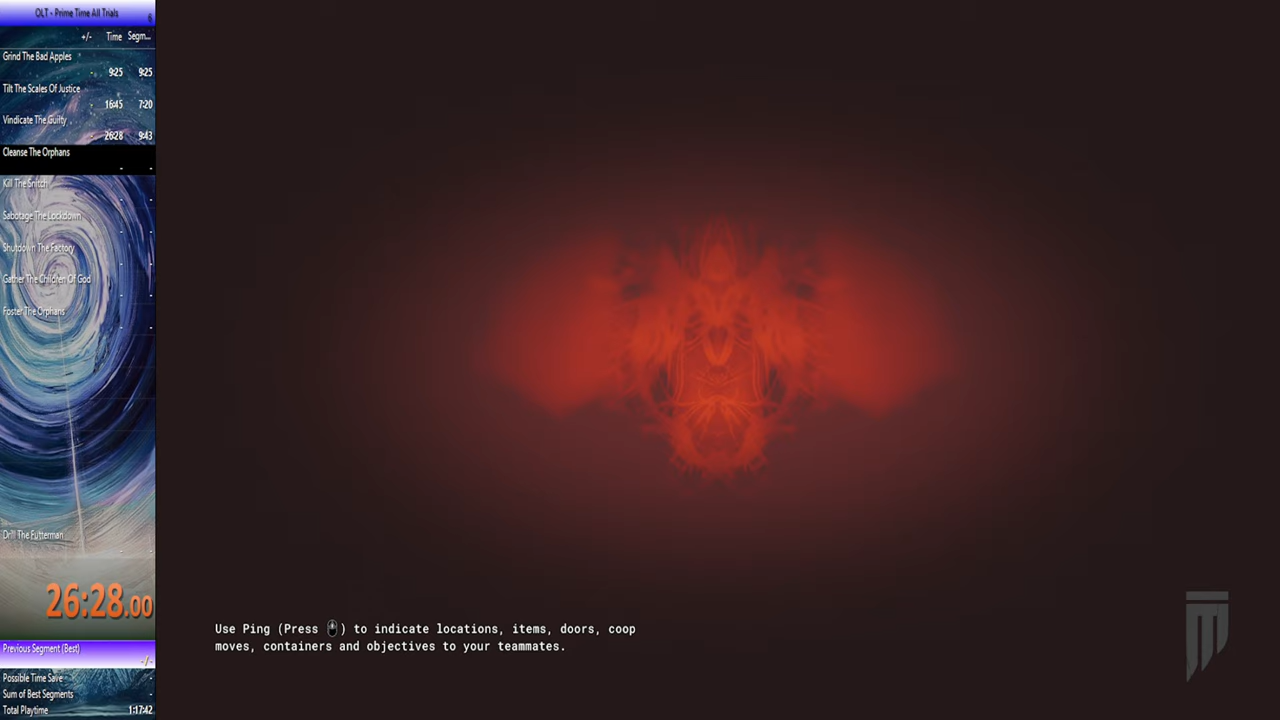 OLT - Prime Time All Trials
6
+/- Time Segm...
Grind The Bad Apples
- 9:25 9:25
Tilt The Scales Of Justice
- 16:45 7:20
Vindicate The Guilty
- 26:28 9:43
Cleanse The Orphans
- -
Kill The Snitch
- -
Sabotage The Lockdown
- -
Shutdown The Factory
- -
Gather The Children Of God
- -
Foster The Orphans
- -
Drill The Futterman
- -
26:28.00
Previous Segment (Best)
-/-
Possible Time Save -
Sum of Best Segments -
Total Playtime 1:17:42
Use Ping (Press ) to indicate locations, items, doors, coop
moves, containers and objectives to your teammates.